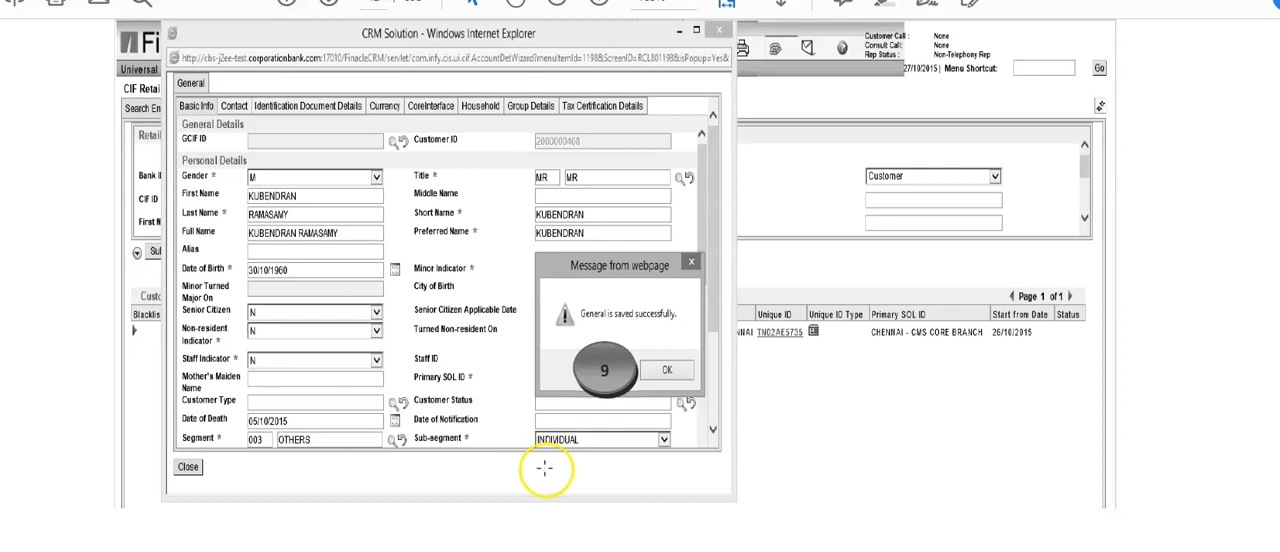 CRM Solution - Windows Internet Explorer
Customer Call : None
Consult Call: None
Rep Status : Non-Telephony Rep
http://cbs-j2ee-test.corporationbank.com:17010/FinacleCRM/servlet/com.infy.cis.ui.cif.AccountDetWizard?menuItemId=1198&ScreenID=RCL801198&isPopup=Yes&
Universal
27/10/2015 | Menu Shortcut:
Go
General
CIF Retai
Search En
Basic Info Contact Identification Document Details Currency CoreInterface Household Group Details Tax Certification Details
General Details
Retail
GCIF ID Customer ID 2000000408
Personal Details
Bank I
Gender * M Title * MR MR
Customer
First Name KUBENDRAN Middle Name
CIF ID
Last Name * RAMASAMY Short Name * KUBENDRAN
First N
Full Name KUBENDRAN RAMASAMY Preferred Name * KUBENDRAN
Alias
Message from webpage
Date of Birth * 30/10/1960 Minor Indicator *
Minor Turned Major On City of Birth
Custo
Page 1 of 1
Senior Citizen N Senior Citizen Applicable Date
General is saved successfully.
Blacklis
Unique ID Unique ID Type Primary SOL ID Start from Date Status
Non-resident Indicator * N Turned Non-resident On
NNAI TN02AE5735 CHENNAI - CMS CORE BRANCH 26/10/2015
Staff Indicator * N Staff ID
9 OK
Mother's Maiden Name Primary SOL ID *
Customer Type Customer Status
Date of Death 05/10/2015 Date of Notification
Segment * 003 OTHERS Sub-segment * INDIVIDUAL
Close